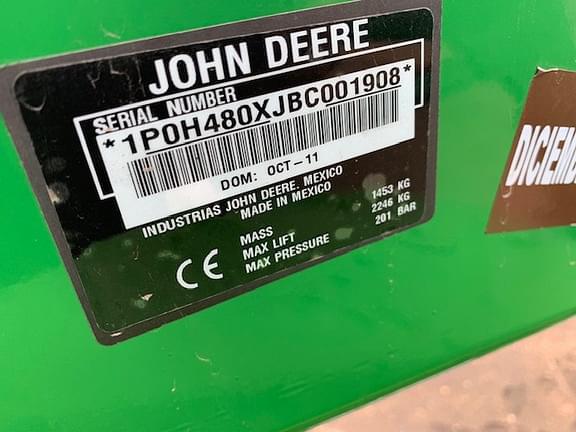 JOHN DEERE
SERIAL NUMBER
*1P0H480XJBC001908*
DOM: OCT-11
INDUSTRIAS JOHN DEERE, MEXICO
MADE IN MEXICO
MASS 1453 KG
MAX LIFT 2246 KG
MAX PRESSURE 201 BAR
CE